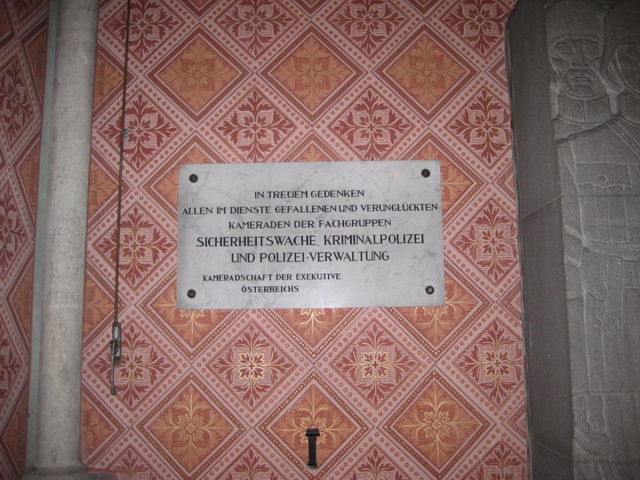 IN TREUEM GEDENKEN
ALLEN IM DIENSTE GEFALLENEN UND VERUNGLÜCKTEN
KAMERADEN DER FACHGRUPPEN
SICHERHEITSWACHE, KRIMINALPOLIZEI
UND POLIZEI-VERWALTUNG
KAMERADSCHAFT DER EXEKUTIVE
ÖSTERREICHS